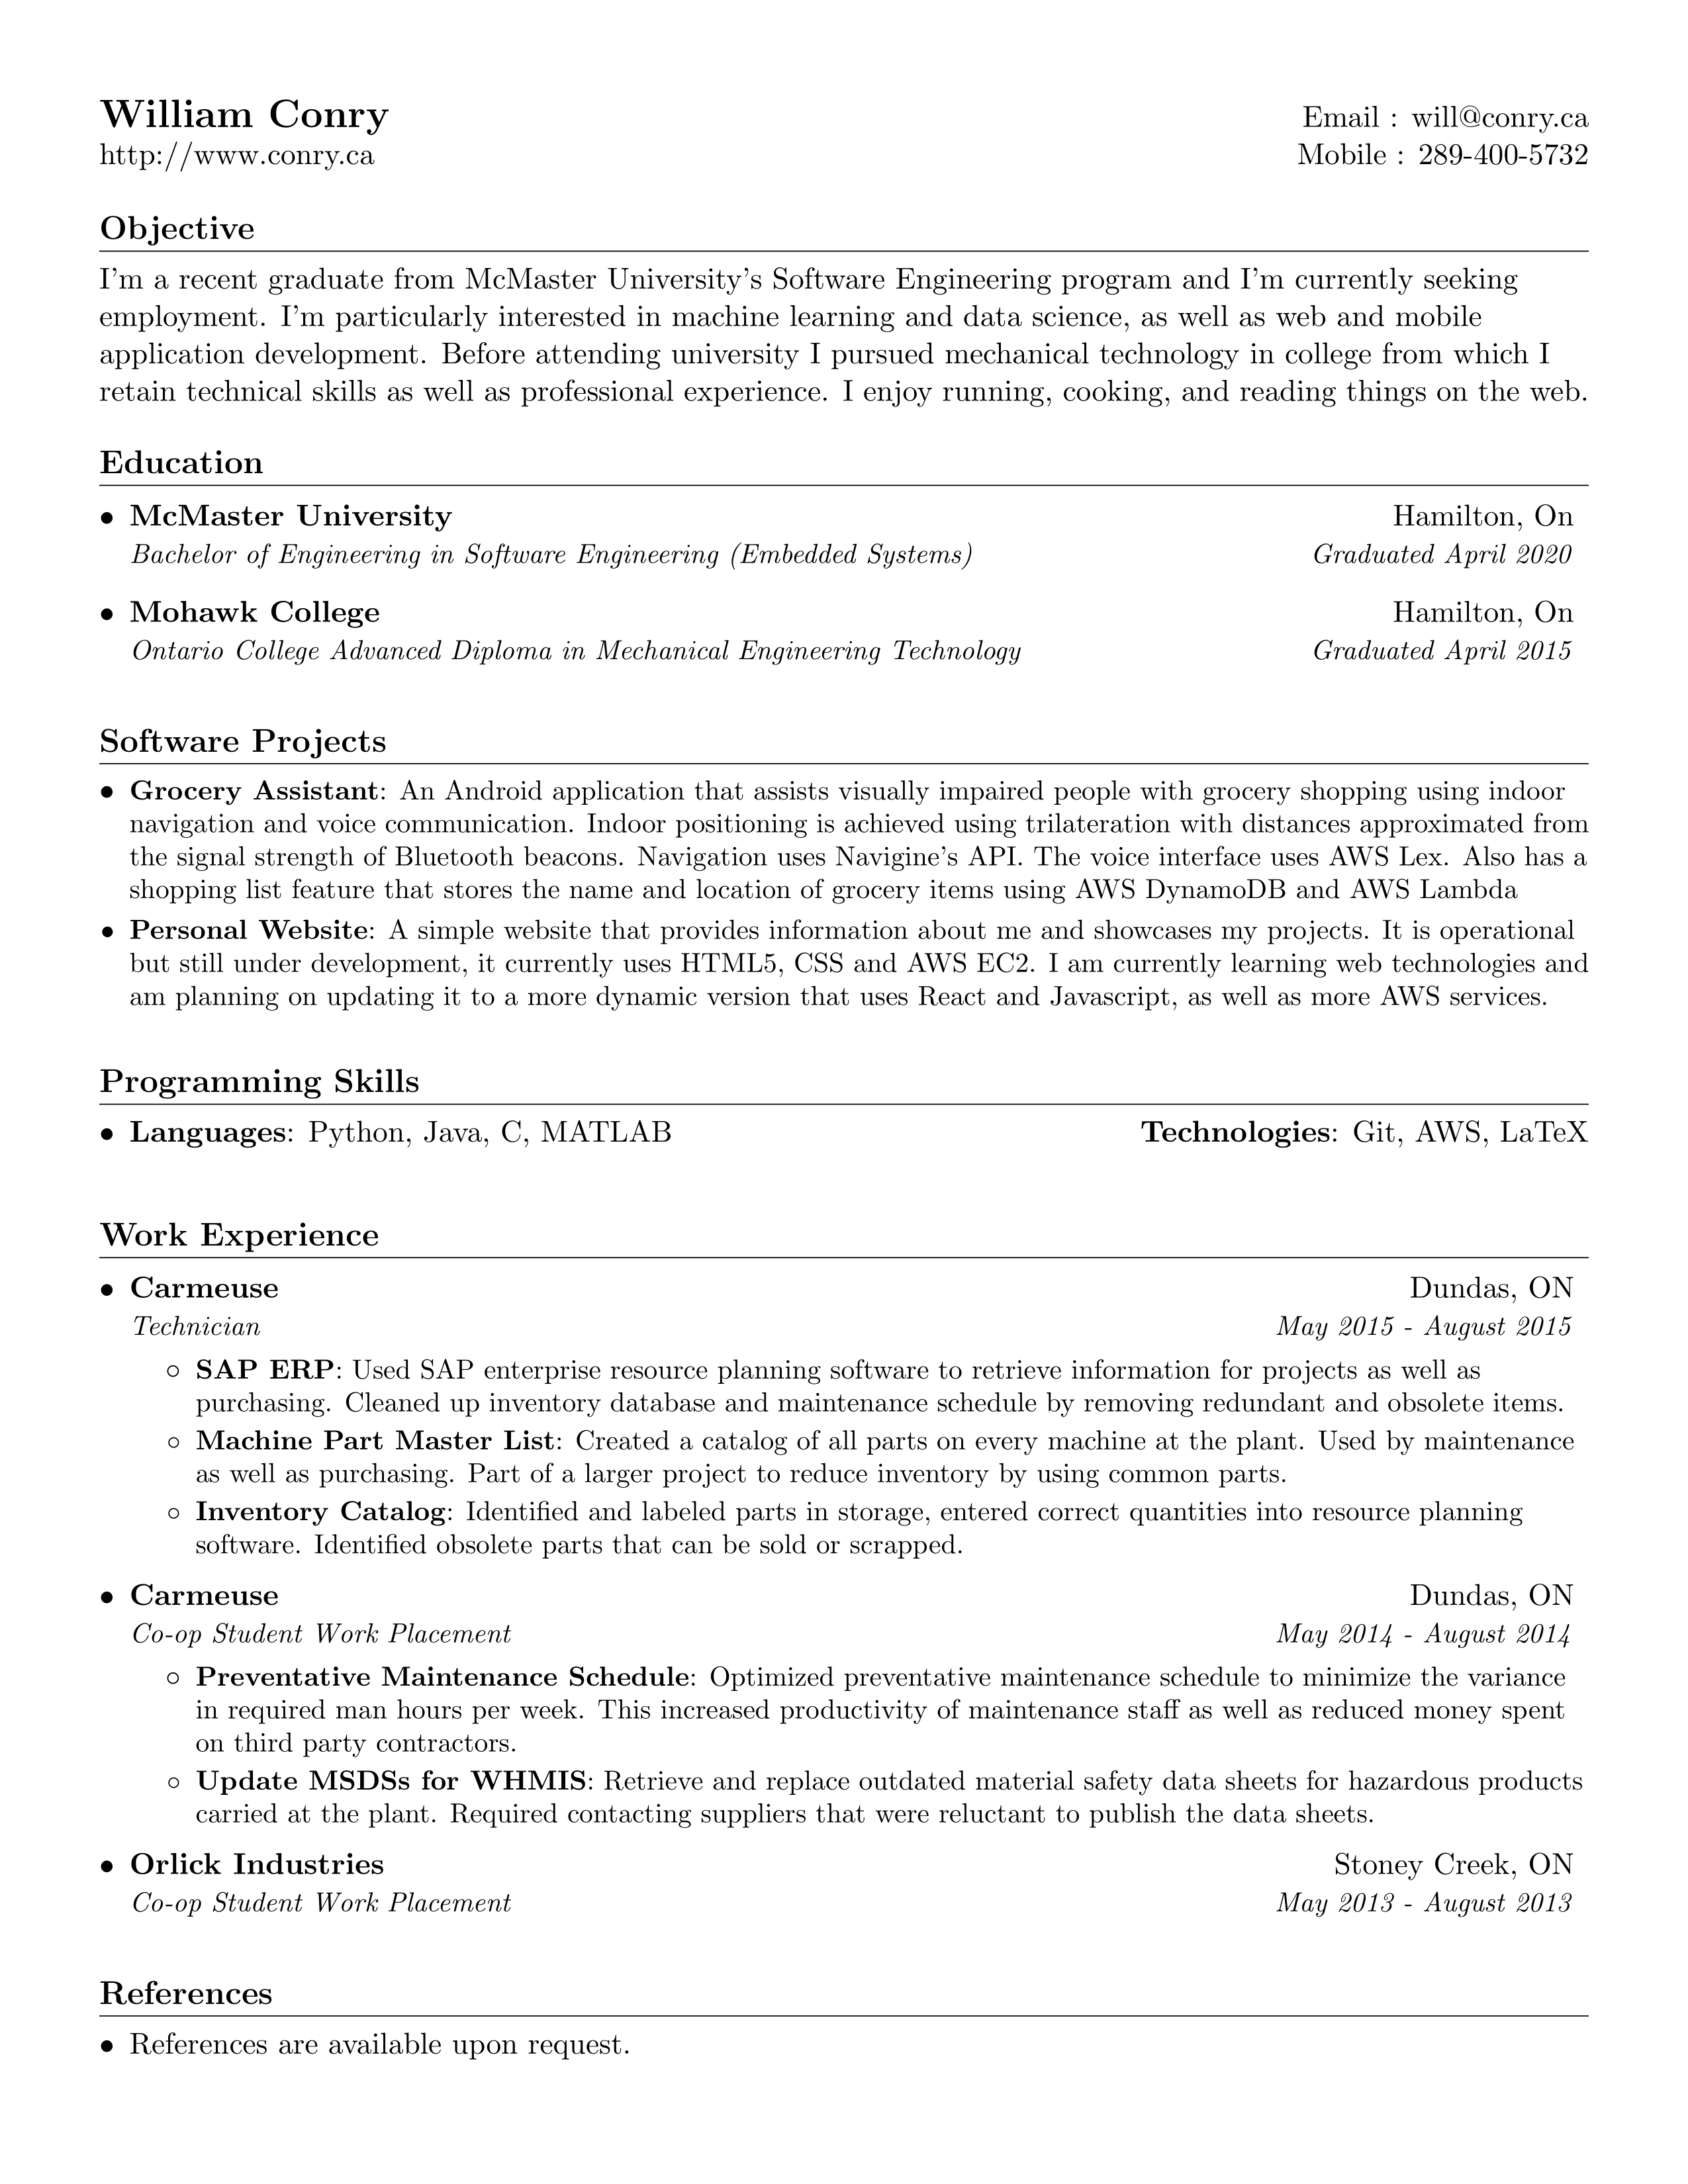 William Conry
Email : will@conry.ca
http://www.conry.ca
Mobile : 289-400-5732
Objective
I'm a recent graduate from McMaster University's Software Engineering program and I'm currently seeking
employment. I'm particularly interested in machine learning and data science, as well as web and mobile
application development. Before attending university I pursued mechanical technology in college from which I
retain technical skills as well as professional experience. I enjoy running, cooking, and reading things on the web.
Education
• McMaster University
Hamilton, On
Bachelor of Engineering in Software Engineering (Embedded Systems)
Graduated April 2020
• Mohawk College
Hamilton, On
Ontario College Advanced Diploma in Mechanical Engineering Technology
Graduated April 2015
Software Projects
• Grocery Assistant: An Android application that assists visually impaired people with grocery shopping using indoor
navigation and voice communication. Indoor positioning is achieved using trilateration with distances approximated from
the signal strength of Bluetooth beacons. Navigation uses Navigine's API. The voice interface uses AWS Lex. Also has a
shopping list feature that stores the name and location of grocery items using AWS DynamoDB and AWS Lambda
• Personal Website: A simple website that provides information about me and showcases my projects. It is operational
but still under development, it currently uses HTML5, CSS and AWS EC2. I am currently learning web technologies and
am planning on updating it to a more dynamic version that uses React and Javascript, as well as more AWS services.
Programming Skills
• Languages: Python, Java, C, MATLAB
Technologies: Git, AWS, LaTeX
Work Experience
• Carmeuse
Dundas, ON
Technician
May 2015 - August 2015
○ SAP ERP: Used SAP enterprise resource planning software to retrieve information for projects as well as
purchasing. Cleaned up inventory database and maintenance schedule by removing redundant and obsolete items.
○ Machine Part Master List: Created a catalog of all parts on every machine at the plant. Used by maintenance
as well as purchasing. Part of a larger project to reduce inventory by using common parts.
○ Inventory Catalog: Identified and labeled parts in storage, entered correct quantities into resource planning
software. Identified obsolete parts that can be sold or scrapped.
• Carmeuse
Dundas, ON
Co-op Student Work Placement
May 2014 - August 2014
○ Preventative Maintenance Schedule: Optimized preventative maintenance schedule to minimize the variance
in required man hours per week. This increased productivity of maintenance staff as well as reduced money spent
on third party contractors.
○ Update MSDSs for WHMIS: Retrieve and replace outdated material safety data sheets for hazardous products
carried at the plant. Required contacting suppliers that were reluctant to publish the data sheets.
• Orlick Industries
Stoney Creek, ON
Co-op Student Work Placement
May 2013 - August 2013
References
• References are available upon request.